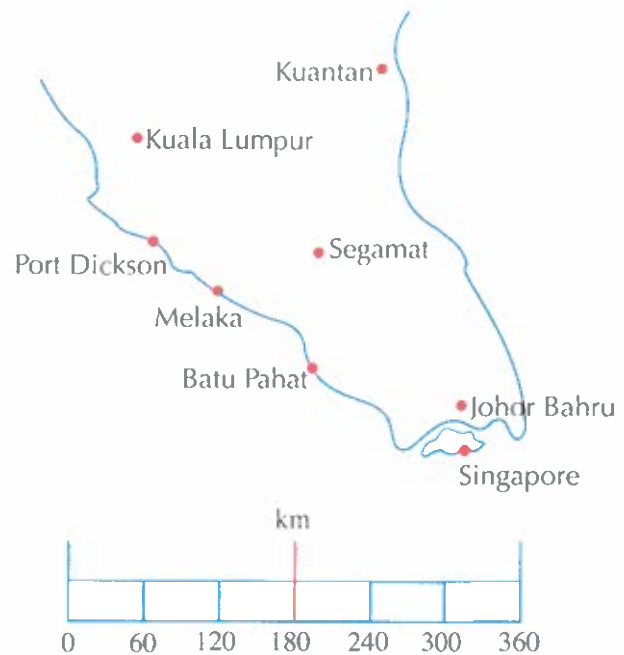 Kuantan
Kuala Lumpur
Segamat
Port Dickson
Melaka
Batu Pahat
Johor Bahru
Singapore
km
0 60 120 180 240 300 360